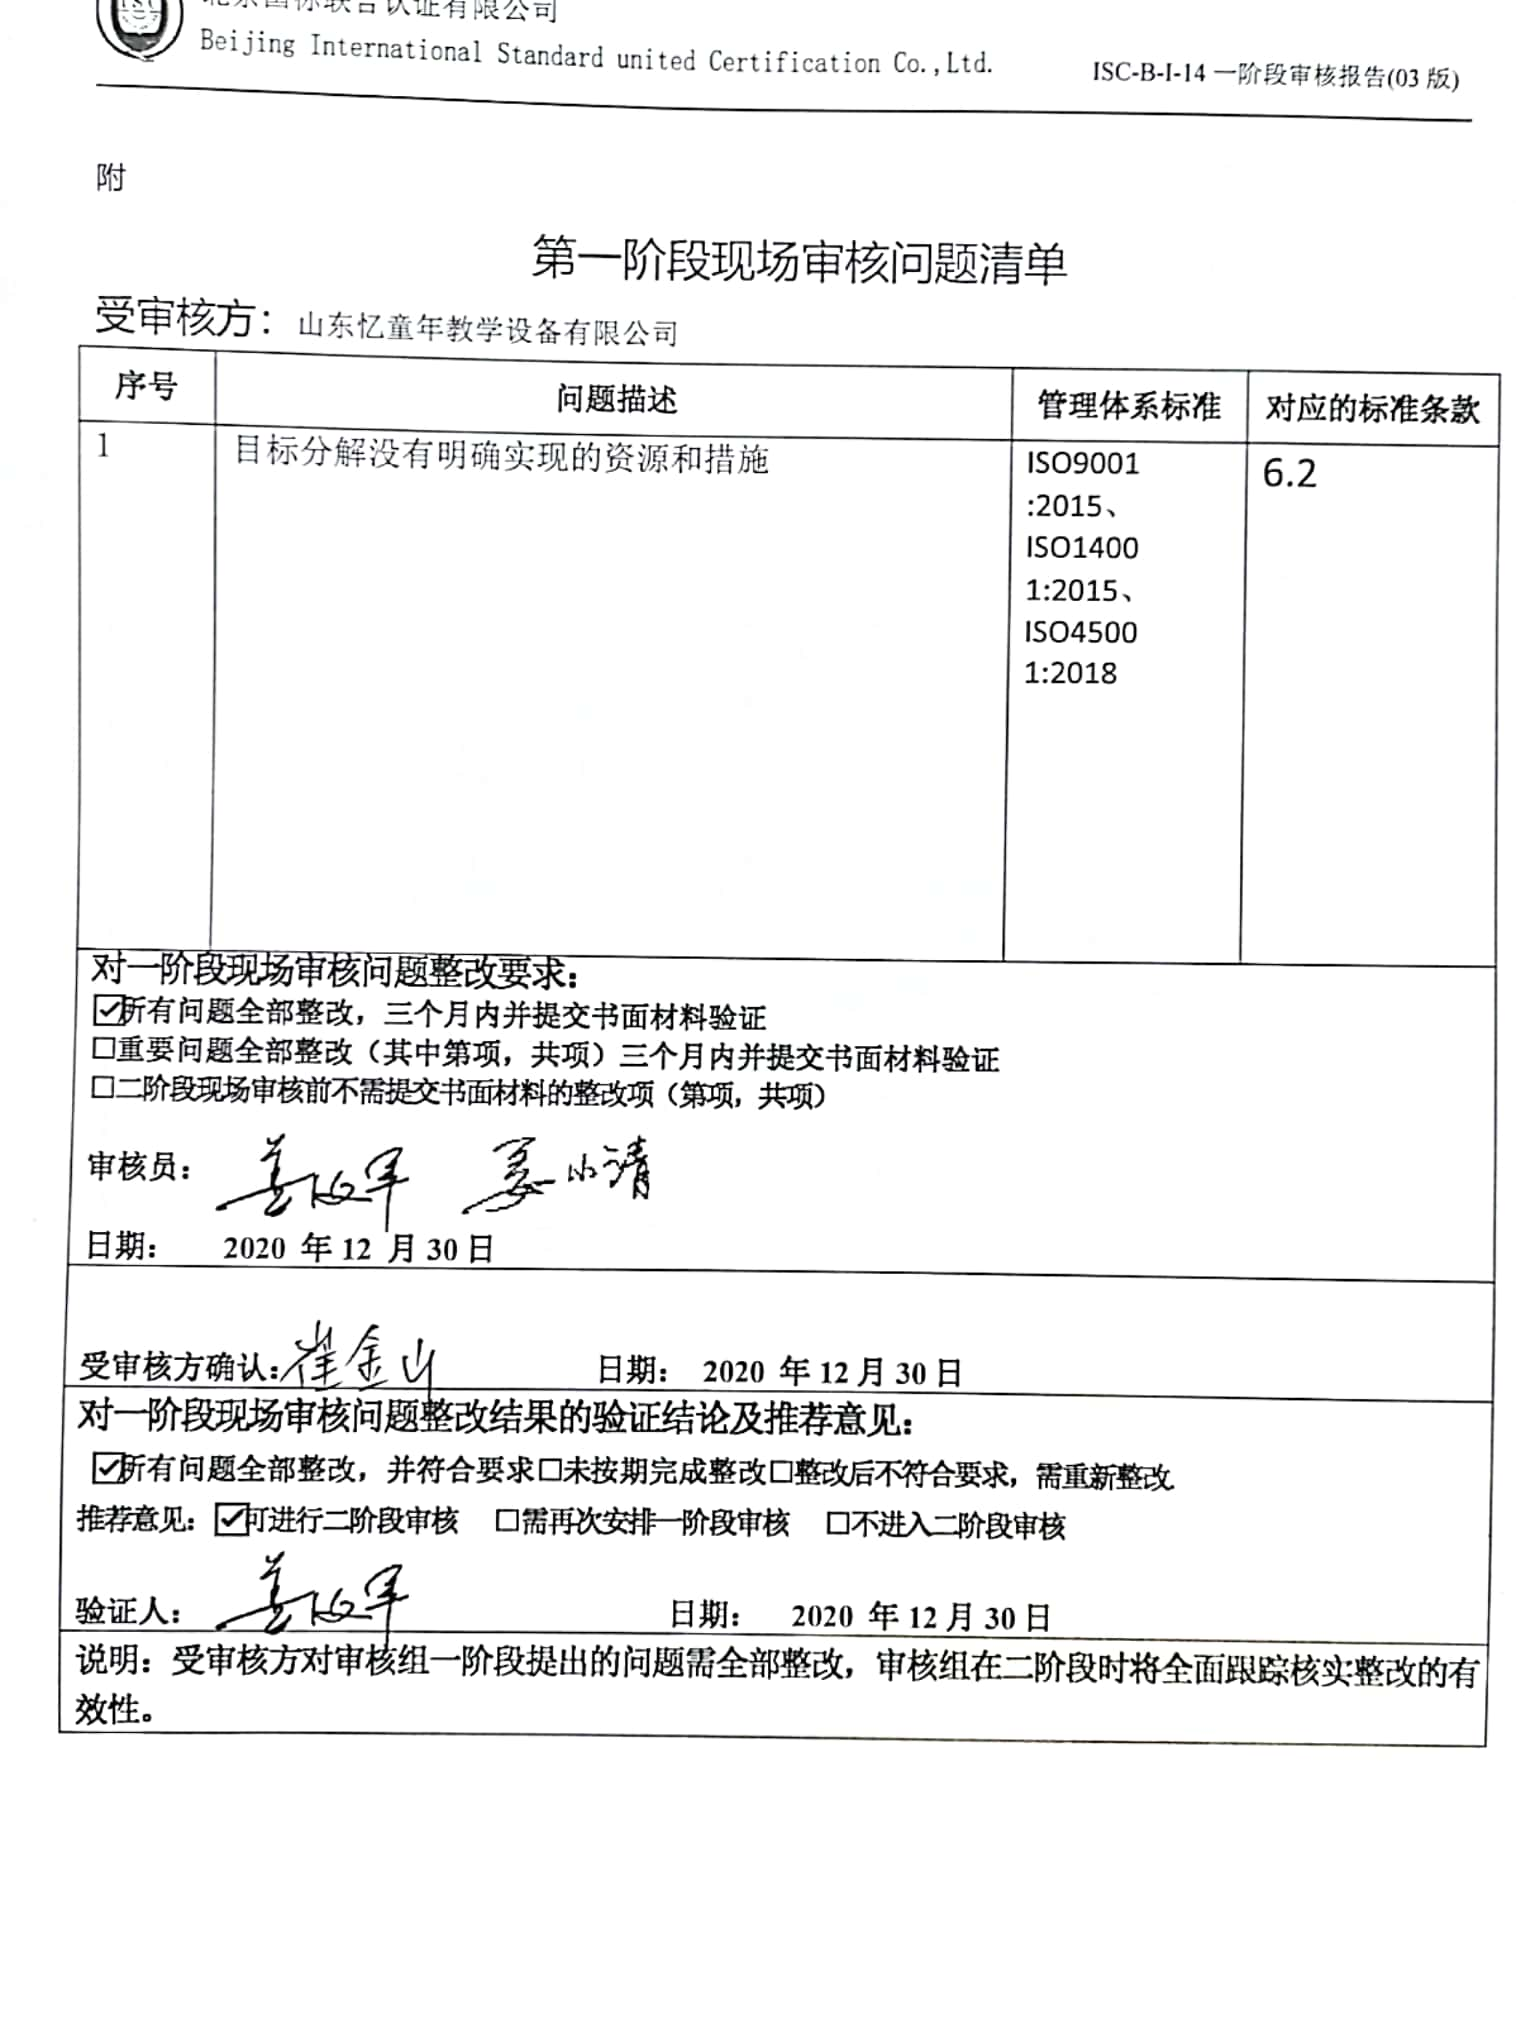 北京国标联合认证有限公司
Beijing International Standard united Certification Co.,Ltd.
ISC-B-I-14 一阶段审核报告(03 版)
附
第一阶段现场审核问题清单
受审核方：山东忆童年教学设备有限公司
序号 问题描述 管理体系标准 对应的标准条款
1 目标分解没有明确实现的资源和措施 ISO9001 6.2
:2015、
ISO1400
1:2015、
ISO4500
1:2018
对一阶段现场审核问题整改要求：
☑所有问题全部整改，三个月内并提交书面材料验证
□重要问题全部整改（其中第项，共项）三个月内并提交书面材料验证
□二阶段现场审核前不需提交书面材料的整改项（第项，共项）
审核员：
日期： 2020 年 12 月 30 日
受审核方确认：崔金山 日期： 2020 年 12 月 30 日
对一阶段现场审核问题整改结果的验证结论及推荐意见：
☑所有问题全部整改，并符合要求□未按期完成整改□整改后不符合要求，需重新整改.
推荐意见：☑可进行二阶段审核 □需再次安排一阶段审核 □不进入二阶段审核
验证人： 日期： 2020 年 12 月 30 日
说明：受审核方对审核组一阶段提出的问题需全部整改，审核组在二阶段时将全面跟踪核实整改的有
效性。